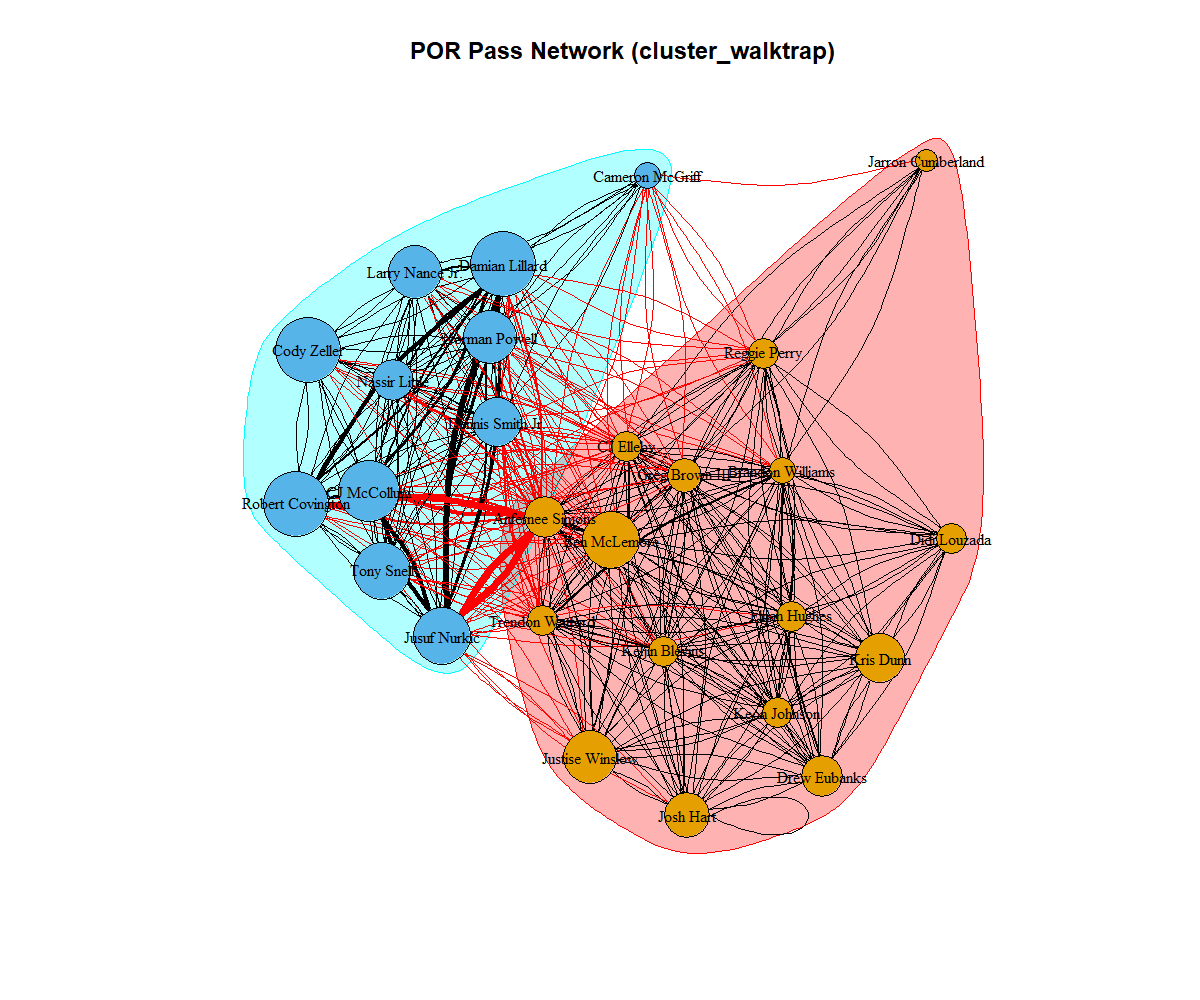 POR Pass Network (cluster_walktrap)
Jarron Cumberland
Cameron McGriff
Larry Nance Jr.
Damian Lillard
Norman Powell
Cody Zeller
Reggie Perry
Nassir Little
Dennis Smith Jr.
CJ Elleby
Greg Brown III
Brandon Williams
CJ McCollum
Robert Covington
Anfernee Simons
Ben McLemore
Didi Louzada
Tony Snell
Trendon Watford
Elijah Hughes
Jusuf Nurkic
Keljin Blevins
Kris Dunn
Keon Johnson
Justise Winslow
Drew Eubanks
Josh Hart